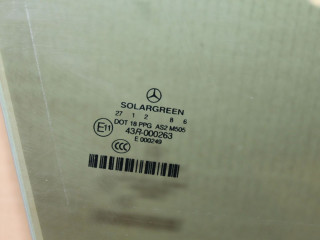 SOLARGREEN
27 1 2 8 6
DOT 18 PPG AS2 M505
E11 43R-000263
CCC E 000249